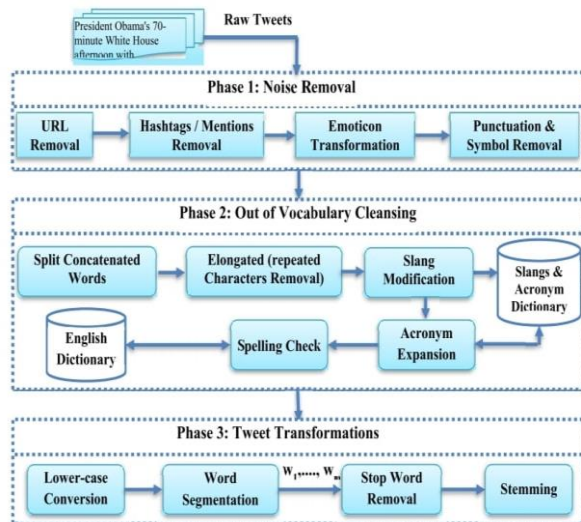 Raw Tweets
President Obama's 70-
minute White House
afternoon with
Phase 1: Noise Removal
URL
Removal
Hashtags / Mentions
Removal
Emoticon
Transformation
Punctuation &
Symbol Removal
Phase 2: Out of Vocabulary Cleansing
Split Concatenated
Words
Elongated (repeated
Characters Removal)
Slang
Modification
Slangs &
Acronym
Dictionary
English
Dictionary
Spelling Check
Acronym
Expansion
Phase 3: Tweet Transformations
Lower-case
Conversion
Word
Segmentation
w1,....., wm
Stop Word
Removal
Stemming